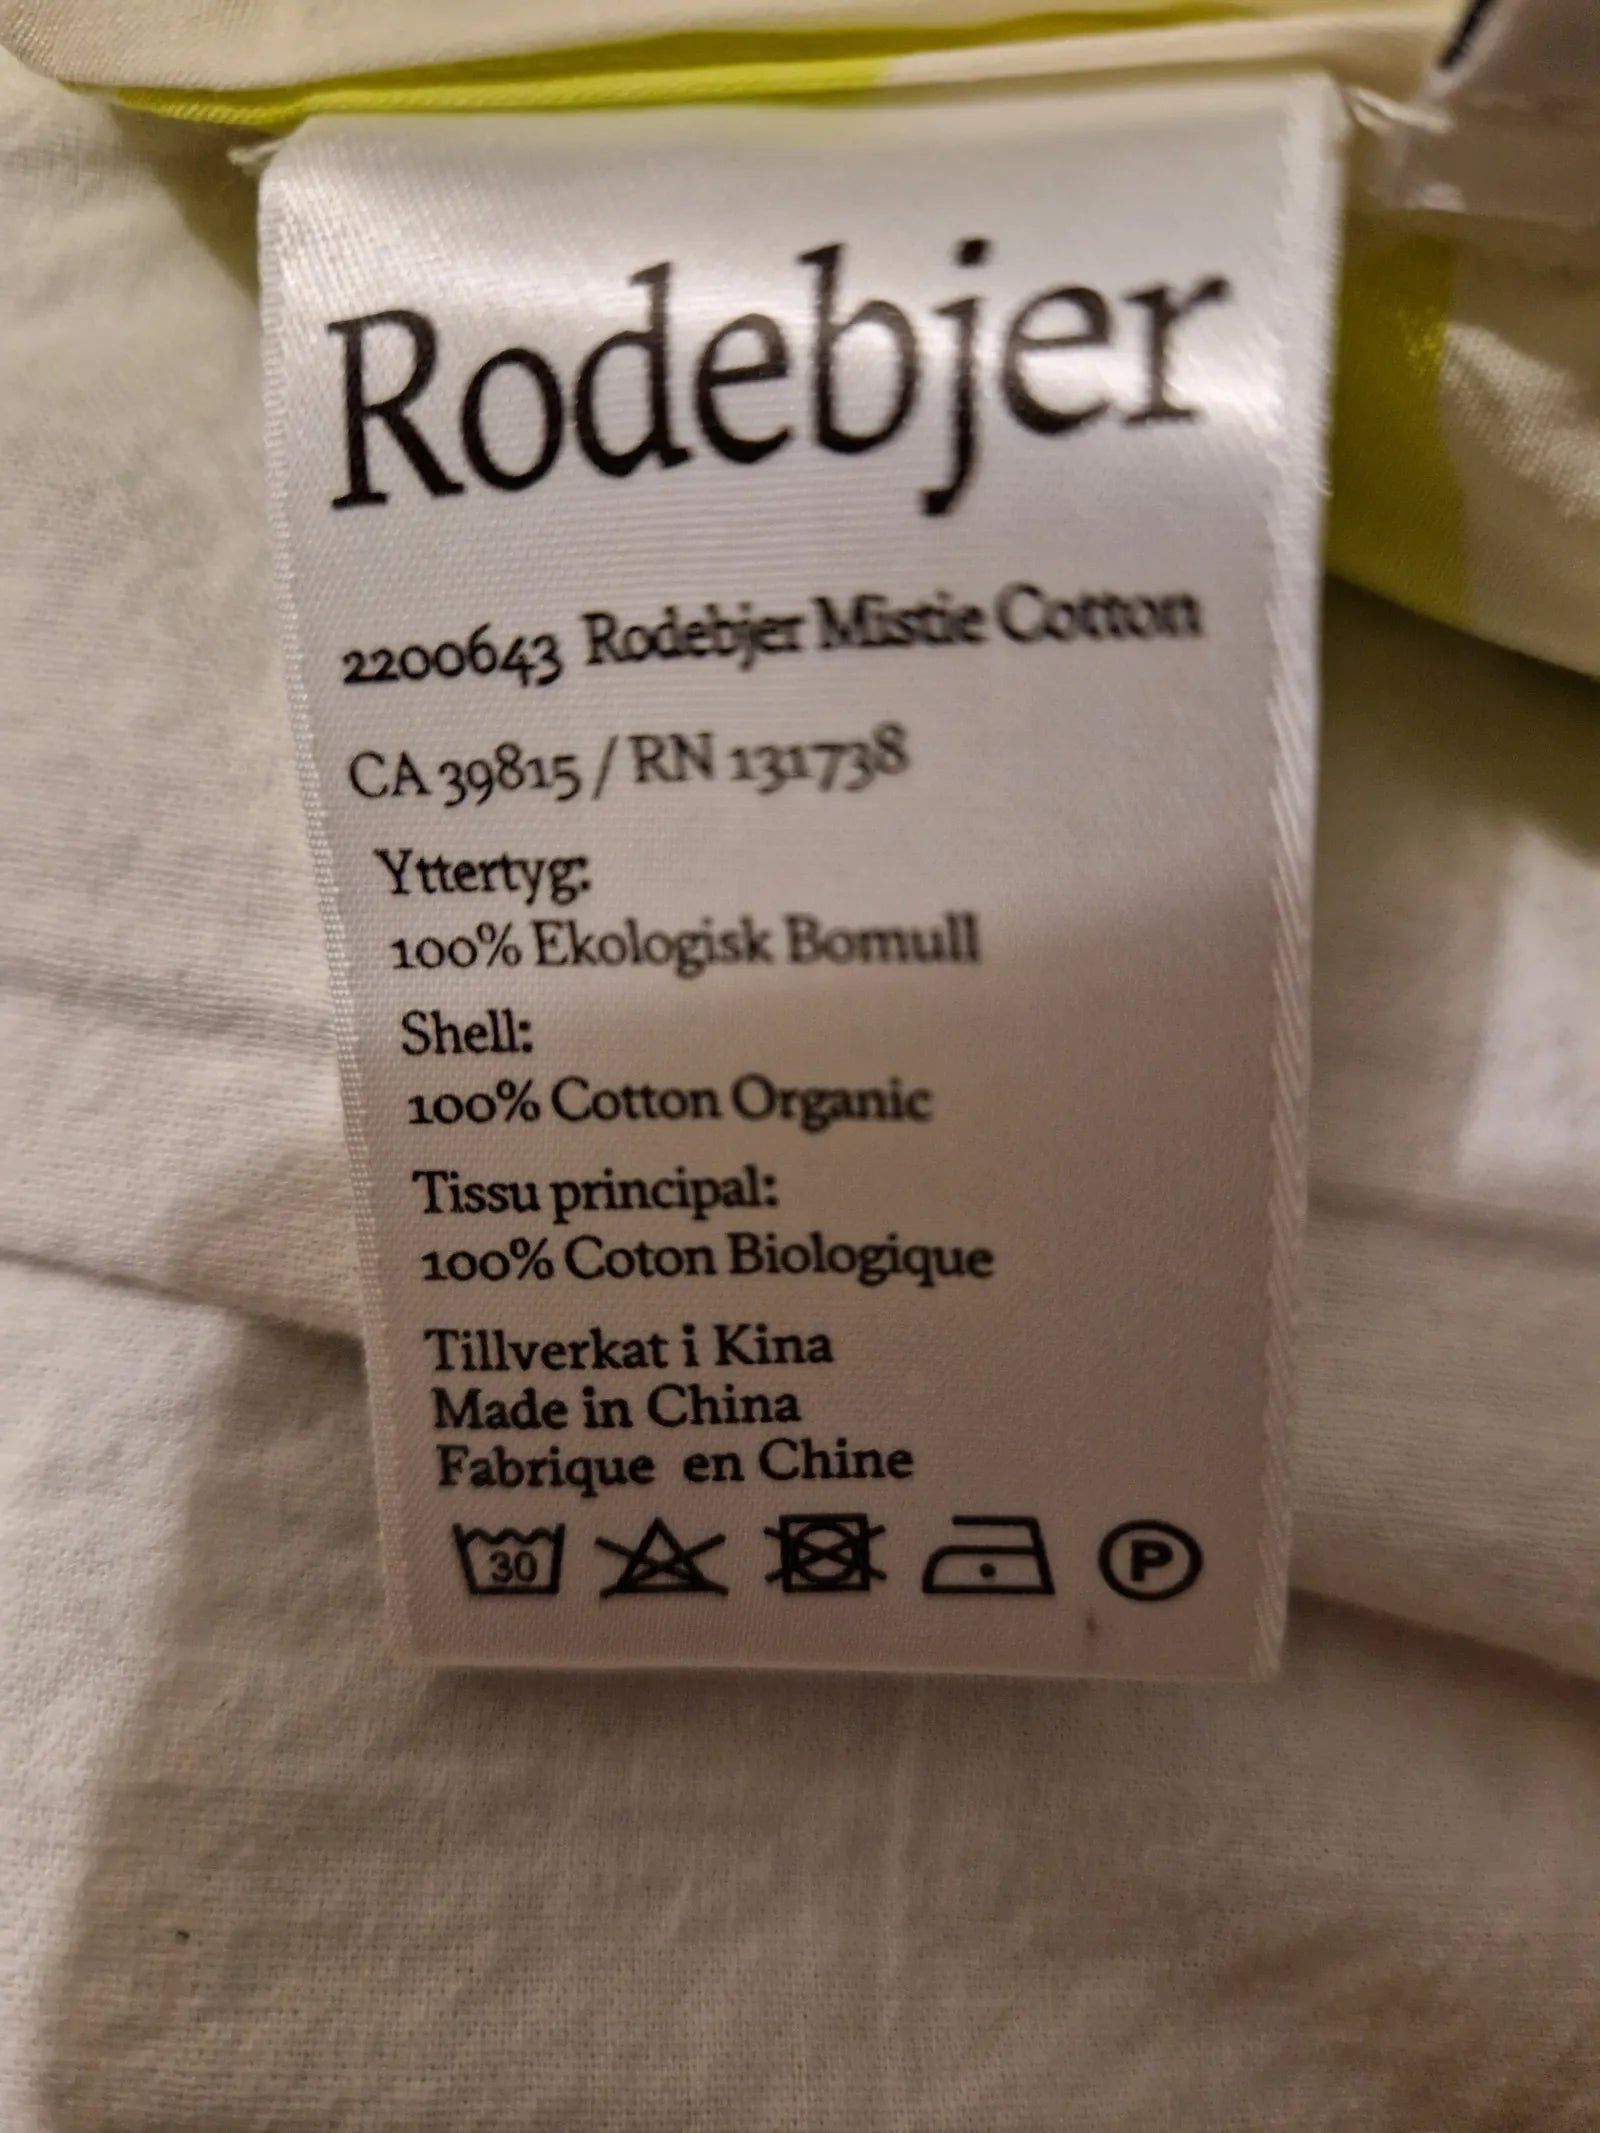 Rodebjer
2200643 Rodebjer Mistie Cotton
CA 39815 / RN 131738
Yttertyg:
100% Ekologisk Bomull
Shell:
100% Cotton Organic
Tissu principal:
100% Coton Biologique
Tillverkat i Kina
Made in China
Fabrique en Chine
30 P